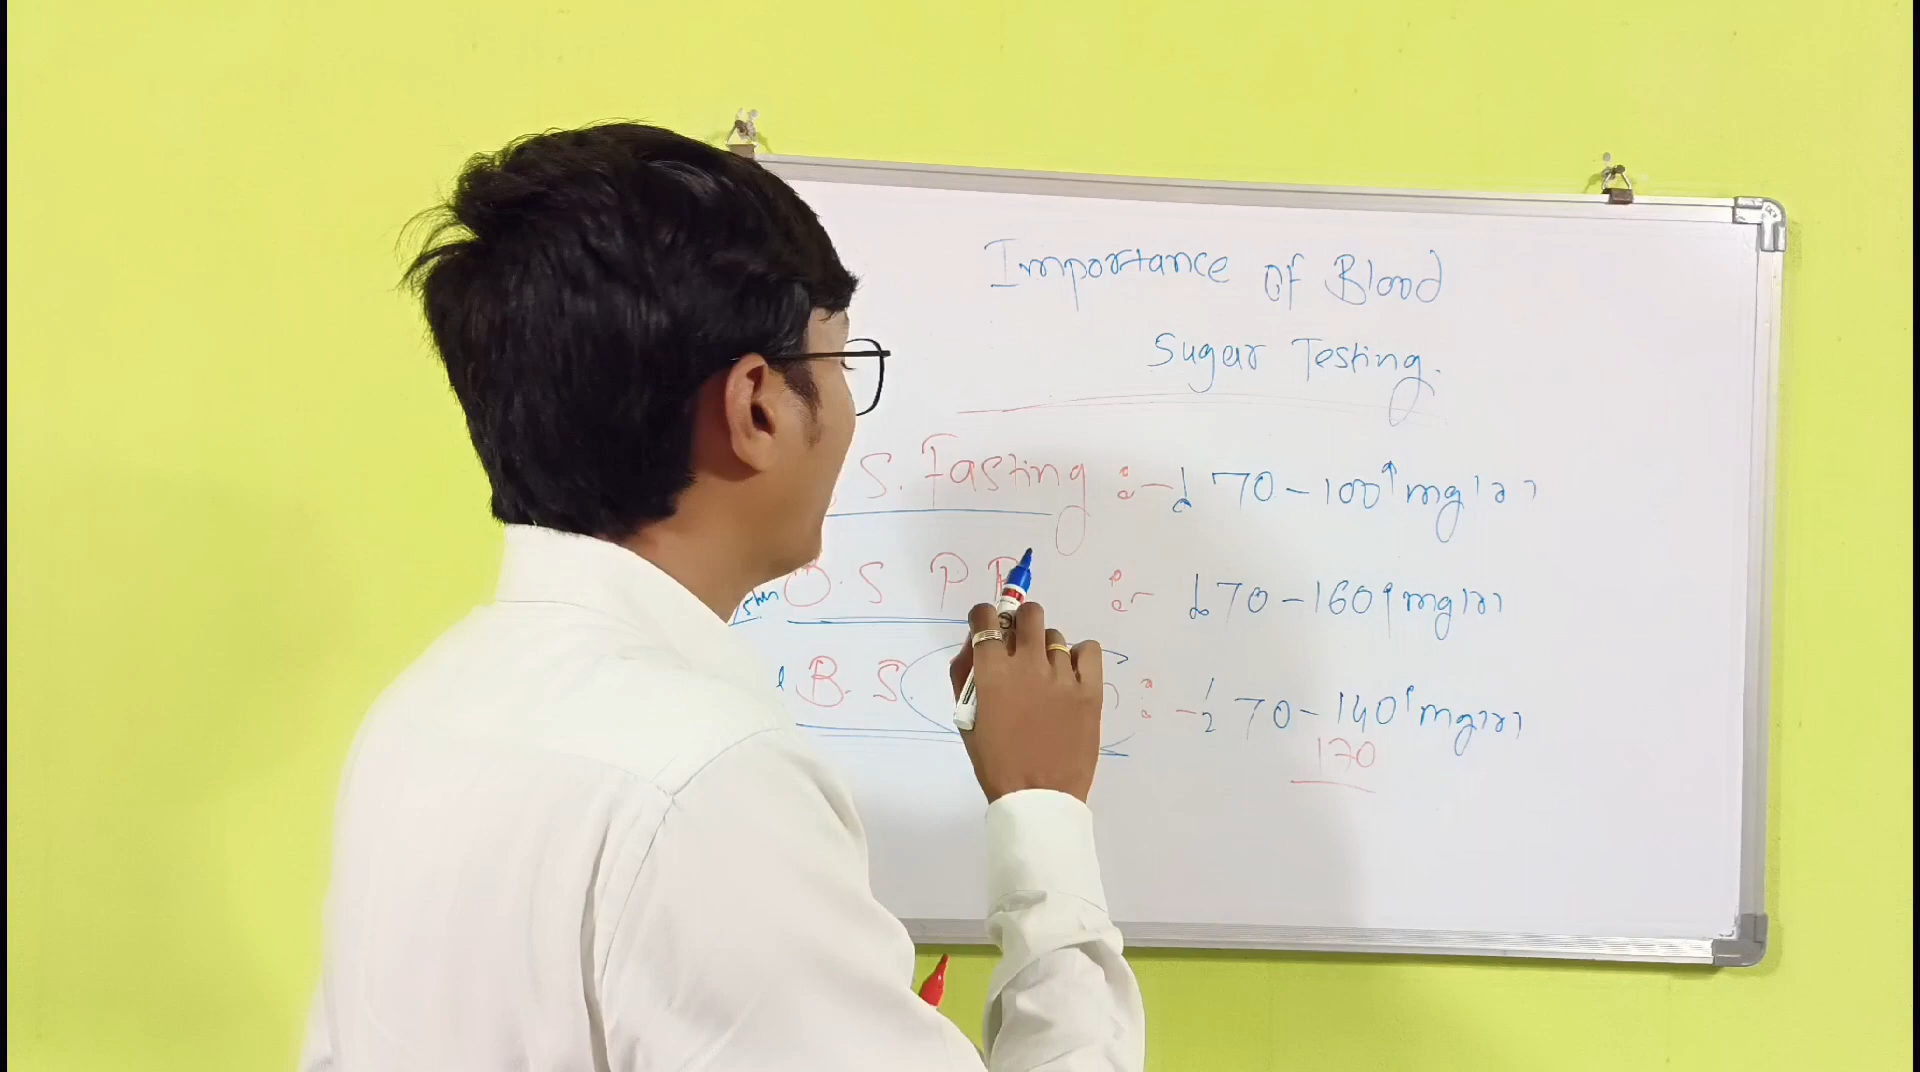 Importance of Blood
Sugar Testing.
S. Fasting :- 70-100 mg/dl
B.S P.P :- 70-160 mg/dl
B.S. :- 70-140 mg/dl
170